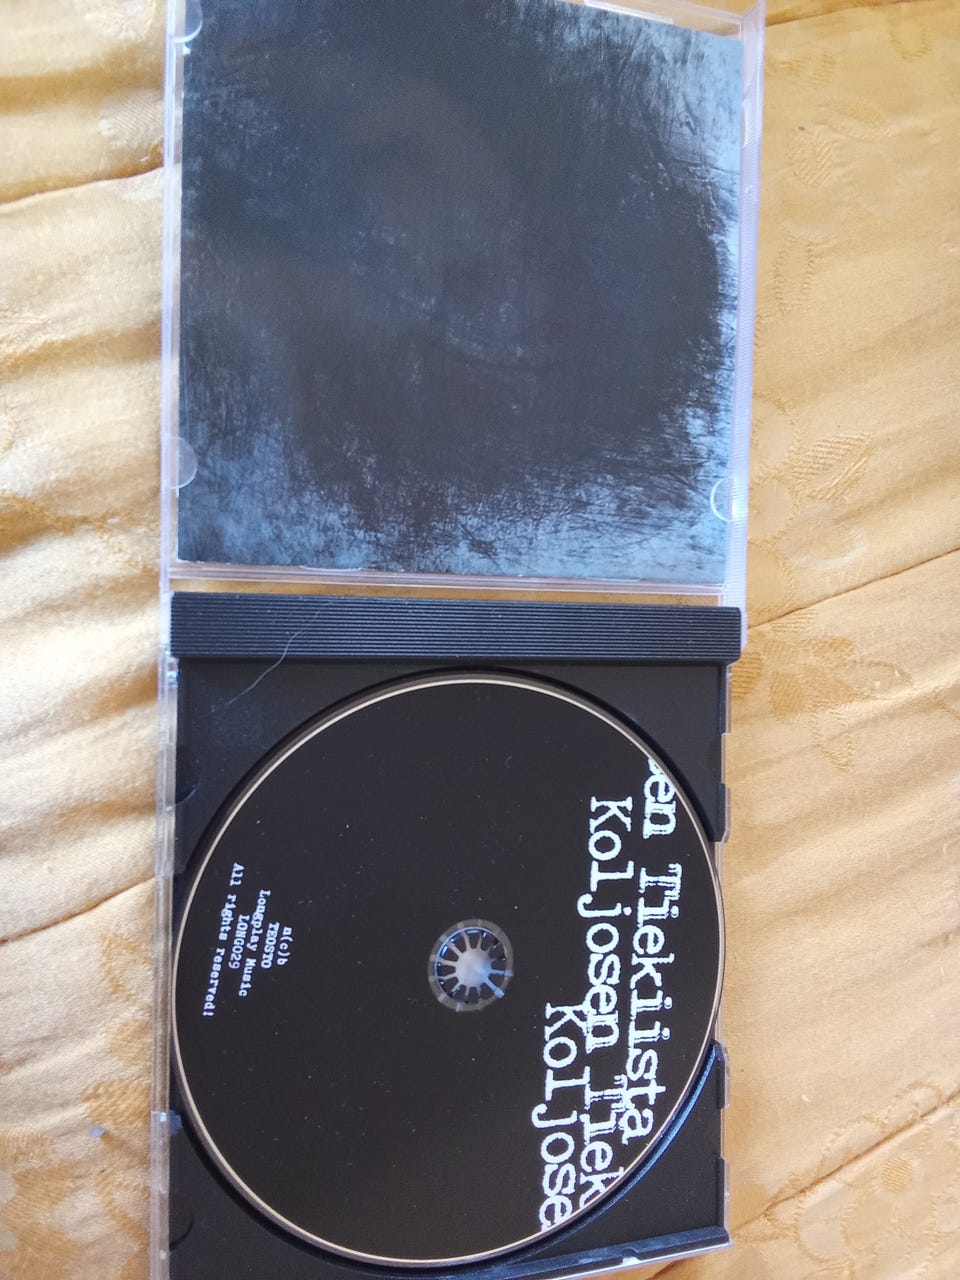 en Tiekiista
Koljosen Tiek
Koljose
n(c)b
TEOSTO
Longplay Music
LONG029
All rights reserved!